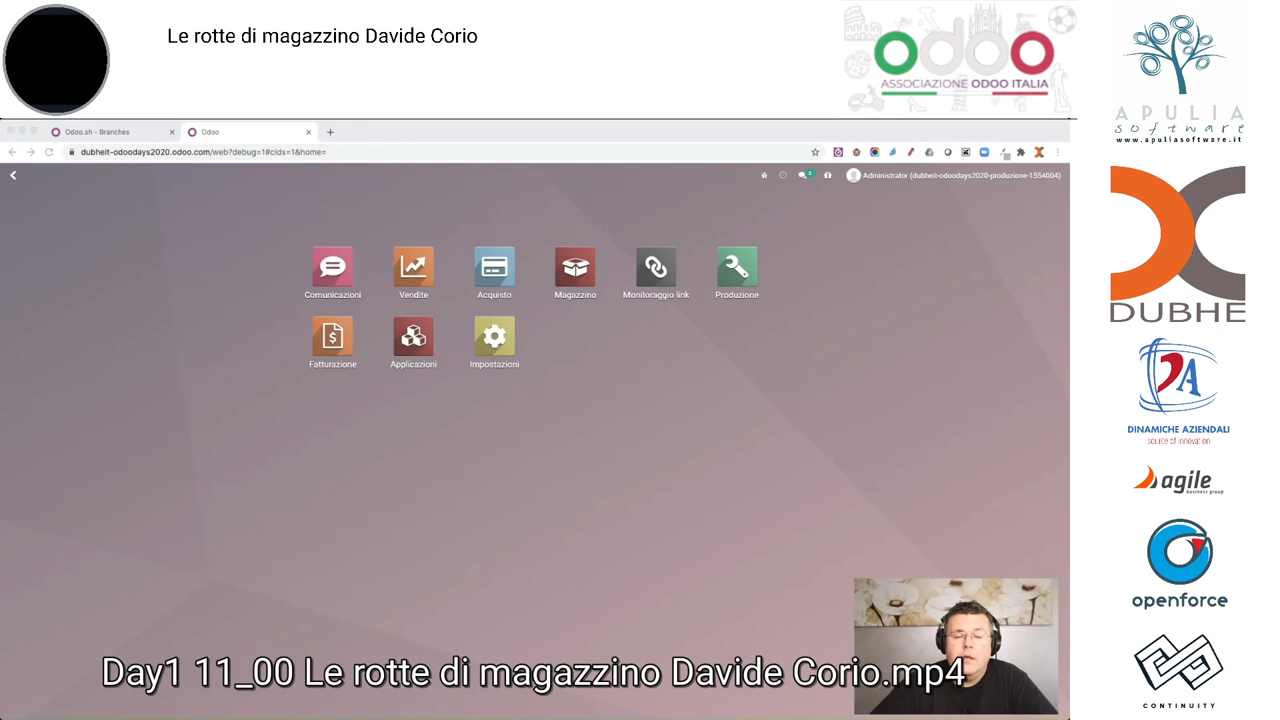 Le rotte di magazzino Davide Corio
odoo
ASSOCIAZIONE ODOO ITALIA
APULIA
software
www.apuliasoftware.it
Odoo.sh - Branches
Odoo
dubheit-odoodays2020.odoo.com/web?debug=1#cids=1&home=
Administrator (dubheit-odoodays2020-produzione-1554004)
Comunicazioni
Vendite
Acquisto
Magazzino
Monitoraggio link
Produzione
Fatturazione
Applicazioni
Impostazioni
DUBHE
DINAMICHE AZIENDALI
source of innovation
agile
business group
openforce
CONTINUITY
Day1 11_00 Le rotte di magazzino Davide Corio.mp4